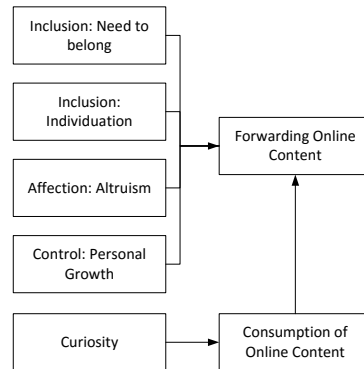 Inclusion: Need to
belong
Inclusion:
Individuation
Forwarding Online
Content
Affection: Altruism
Control: Personal
Growth
Curiosity
Consumption of
Online Content